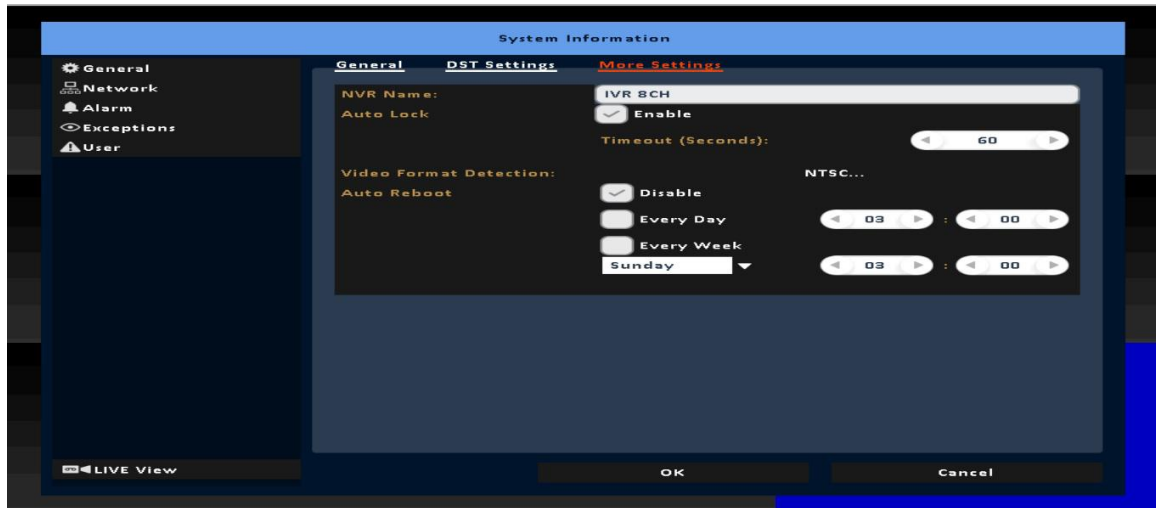 System Information
General
Network
Alarm
Exceptions
User
General DST Settings More Settings
NVR Name: IVR 8CH
Auto Lock Enable
Timeout (Seconds): 60
Video Format Detection: NTSC...
Auto Reboot Disable
Every Day 03 : 00
Every Week
Sunday 03 : 00
LIVE View OK Cancel